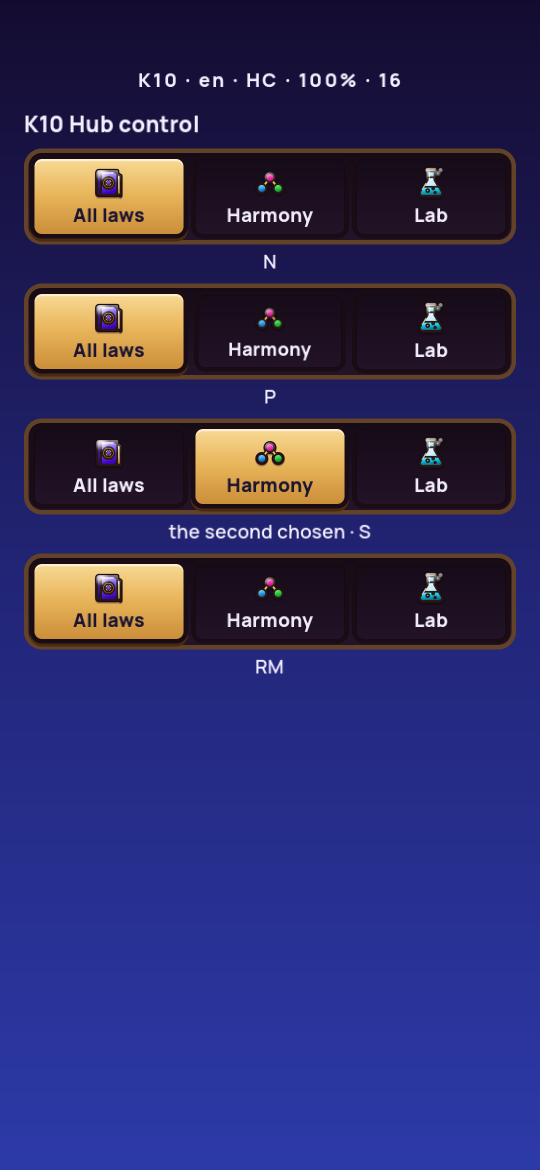 K10 · en · HC · 100% · 16
K10 Hub control
All laws Harmony Lab
N
All laws Harmony Lab
P
All laws Harmony Lab
the second chosen · S
All laws Harmony Lab
RM